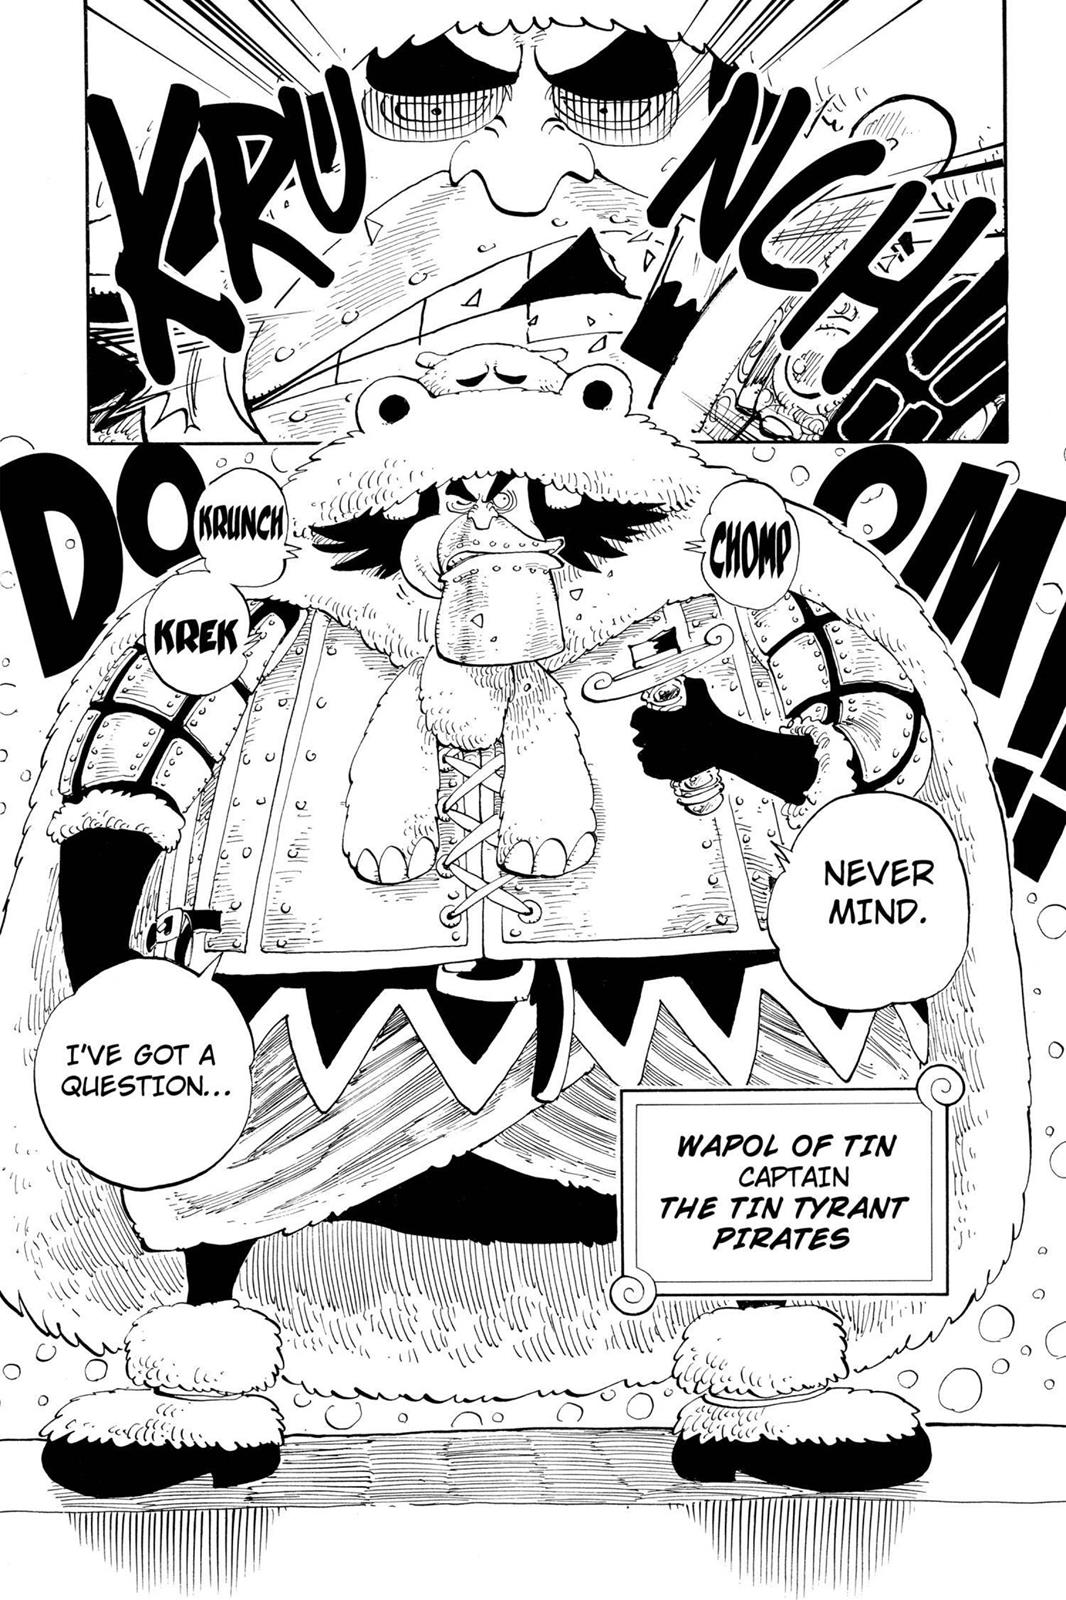 KRUNCH!!
DOOM!!
KRUNCH
KREK
CHOMP
NEVER
MIND.
I'VE GOT A
QUESTION...
WAPOL OF TIN
CAPTAIN
THE TIN TYRANT
PIRATES